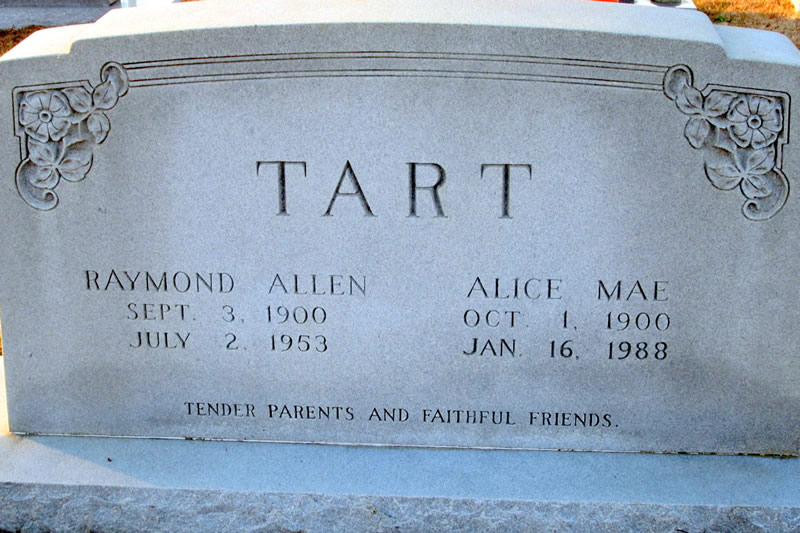 TART
RAYMOND ALLEN
SEPT. 3, 1900
JULY 2, 1953
ALICE MAE
OCT. 1, 1900
JAN. 16, 1988
TENDER PARENTS AND FAITHFUL FRIENDS.